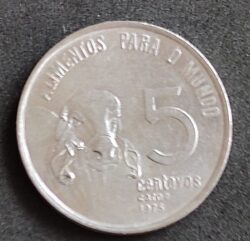 ALIMENTOS PARA O MUNDO
5
centavos
1975